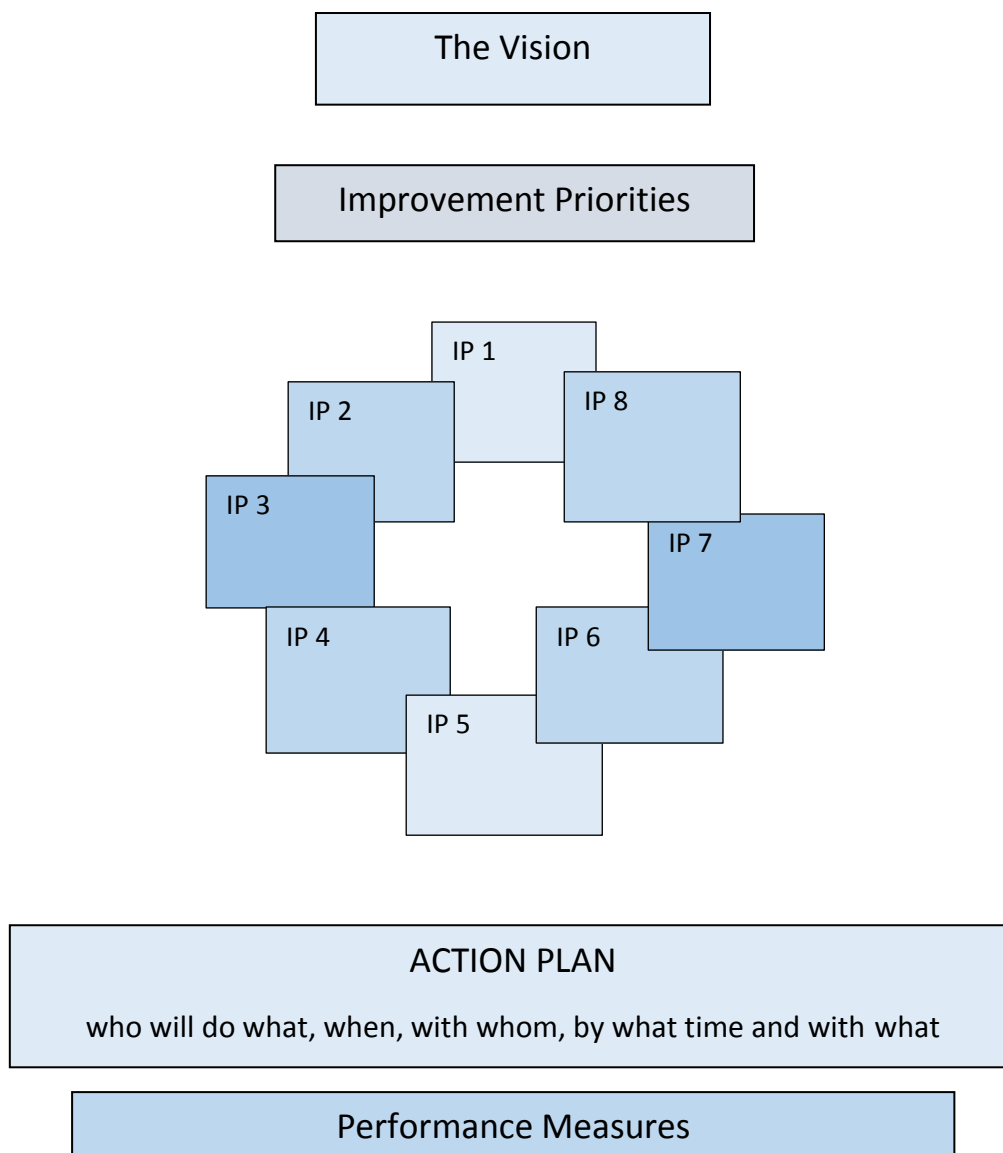 The Vision
Improvement Priorities
IP 1
IP 2
IP 8
IP 3
IP 7
IP 4
IP 6
IP 5
ACTION PLAN
who will do what, when, with whom, by what time and with what
Performance Measures